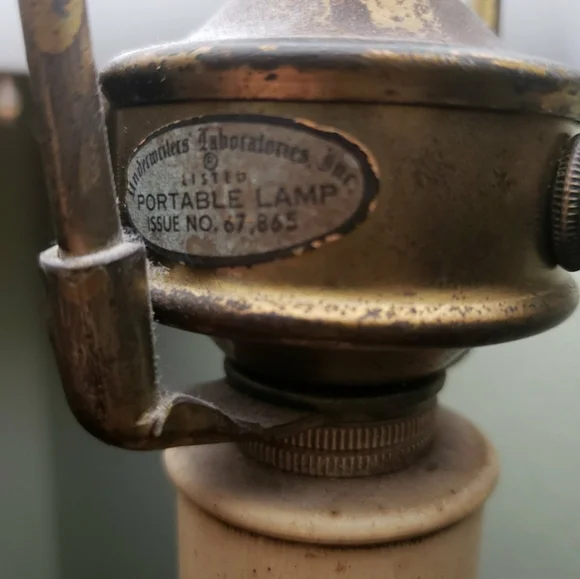 Underwriters' Laboratories, Inc.
®
LISTED
PORTABLE LAMP
ISSUE NO. 67,865